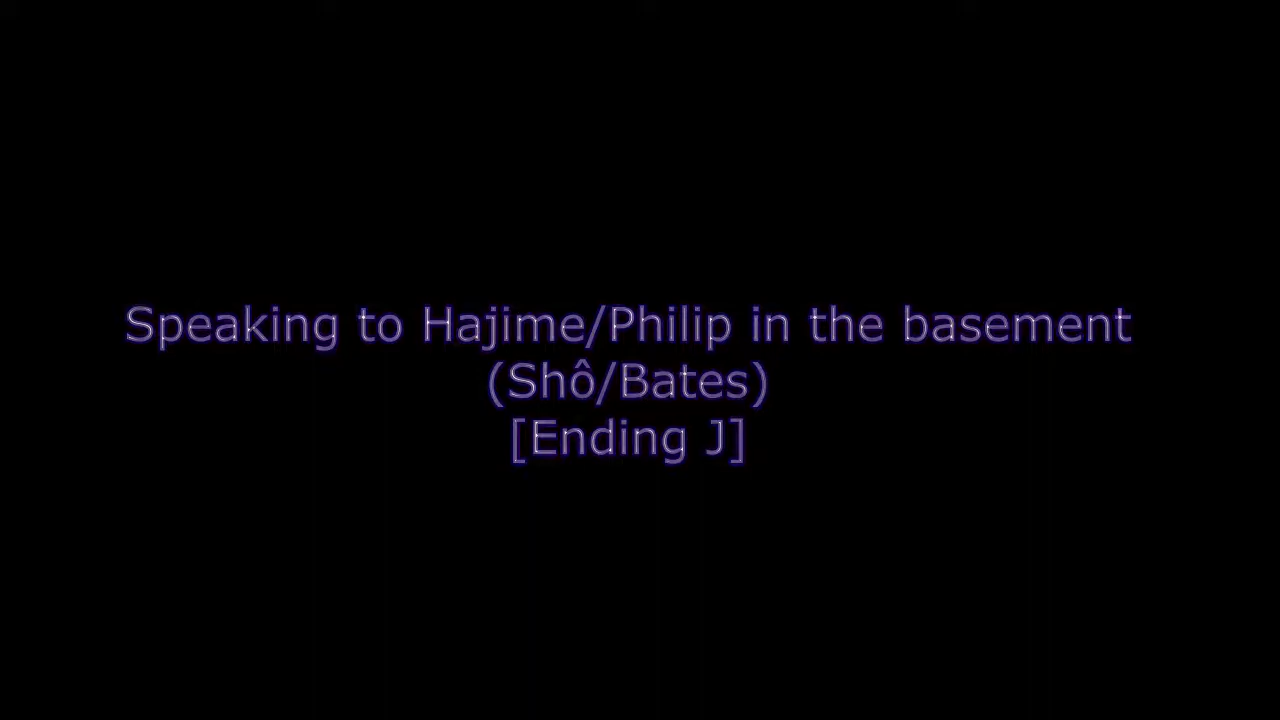 Speaking to Hajime/Philip in the basement
(Shô/Bates)
[Ending J]